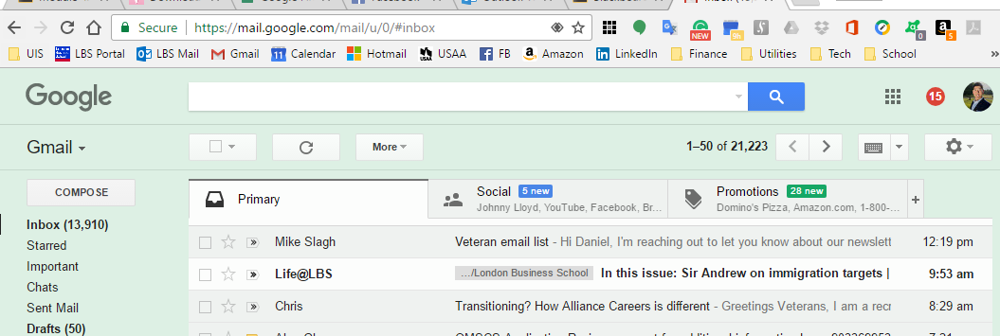 Facebook
Secure https://mail.google.com/mail/u/0/#inbox
NEW 9h 0 5
UIS LBS Portal LBS Mail Gmail 11 Calendar Hotmail USAA FB Amazon LinkedIn Finance Utilities Tech School »
Google 15
Gmail More 1–50 of 21,223
COMPOSE
Primary
Social 5 new
Johnny Lloyd, YouTube, Facebook, Br...
Promotions 28 new
Domino's Pizza, Amazon.com, 1-800-...
+
Inbox (13,910)
Starred
Important
Chats
Sent Mail
Drafts (50)
Mike Slagh Veteran email list - Hi Daniel, I'm reaching out to let you know about our newslett 12:19 pm
Life@LBS .../London Business School In this issue: Sir Andrew on immigration targets | 9:53 am
Chris Transitioning? How Alliance Careers is different - Greetings Veterans, I am a recr 8:29 am